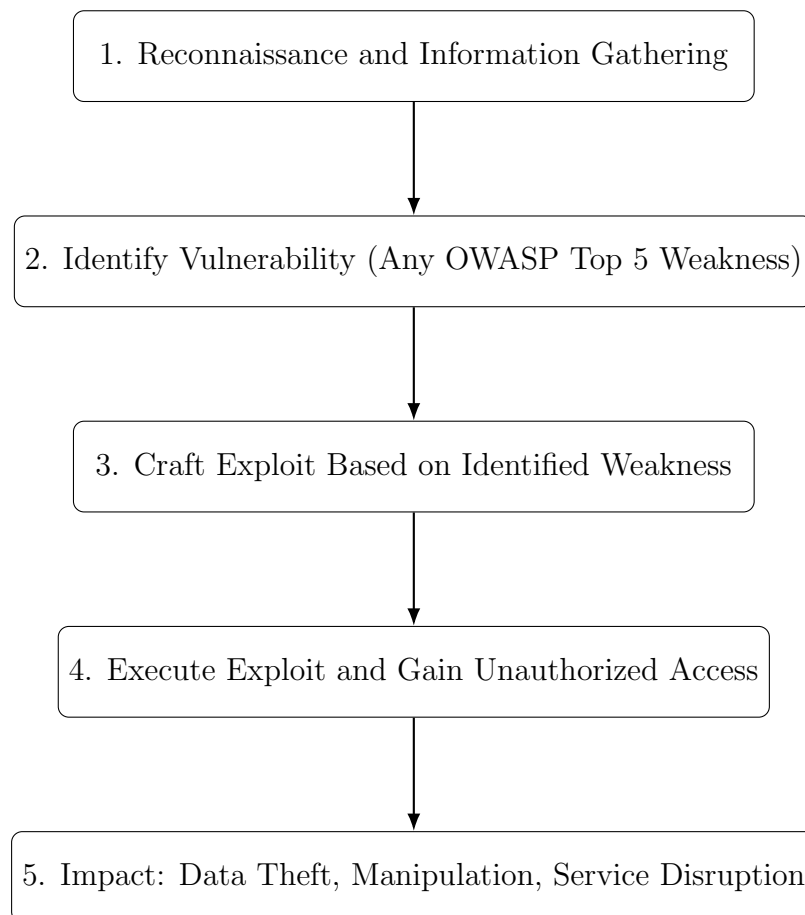 1. Reconnaissance and Information Gathering
2. Identify Vulnerability (Any OWASP Top 5 Weakness)
3. Craft Exploit Based on Identified Weakness
4. Execute Exploit and Gain Unauthorized Access
5. Impact: Data Theft, Manipulation, Service Disruption